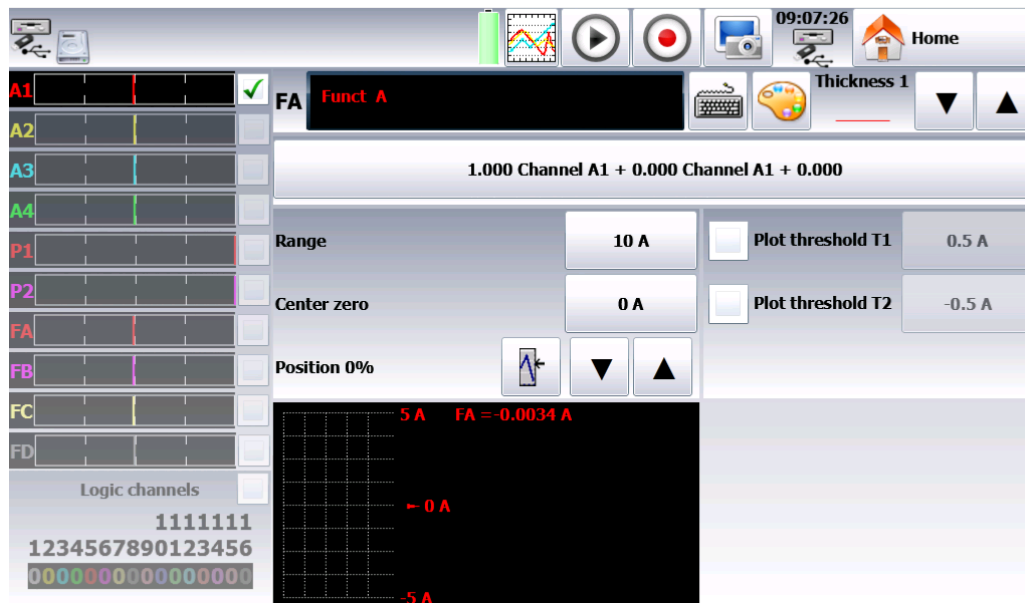 09:07:26
Home
A1
A2
A3
A4
P1
P2
FA
FB
FC
FD
Logic channels
1111111
1234567890123456
0000000000000000
FA
Funct A
Thickness 1
1.000 Channel A1 + 0.000 Channel A1 + 0.000
Range
10 A
Plot threshold T1
0.5 A
Center zero
0 A
Plot threshold T2
-0.5 A
Position 0%
5 A
FA =-0.0034 A
0 A
-5 A